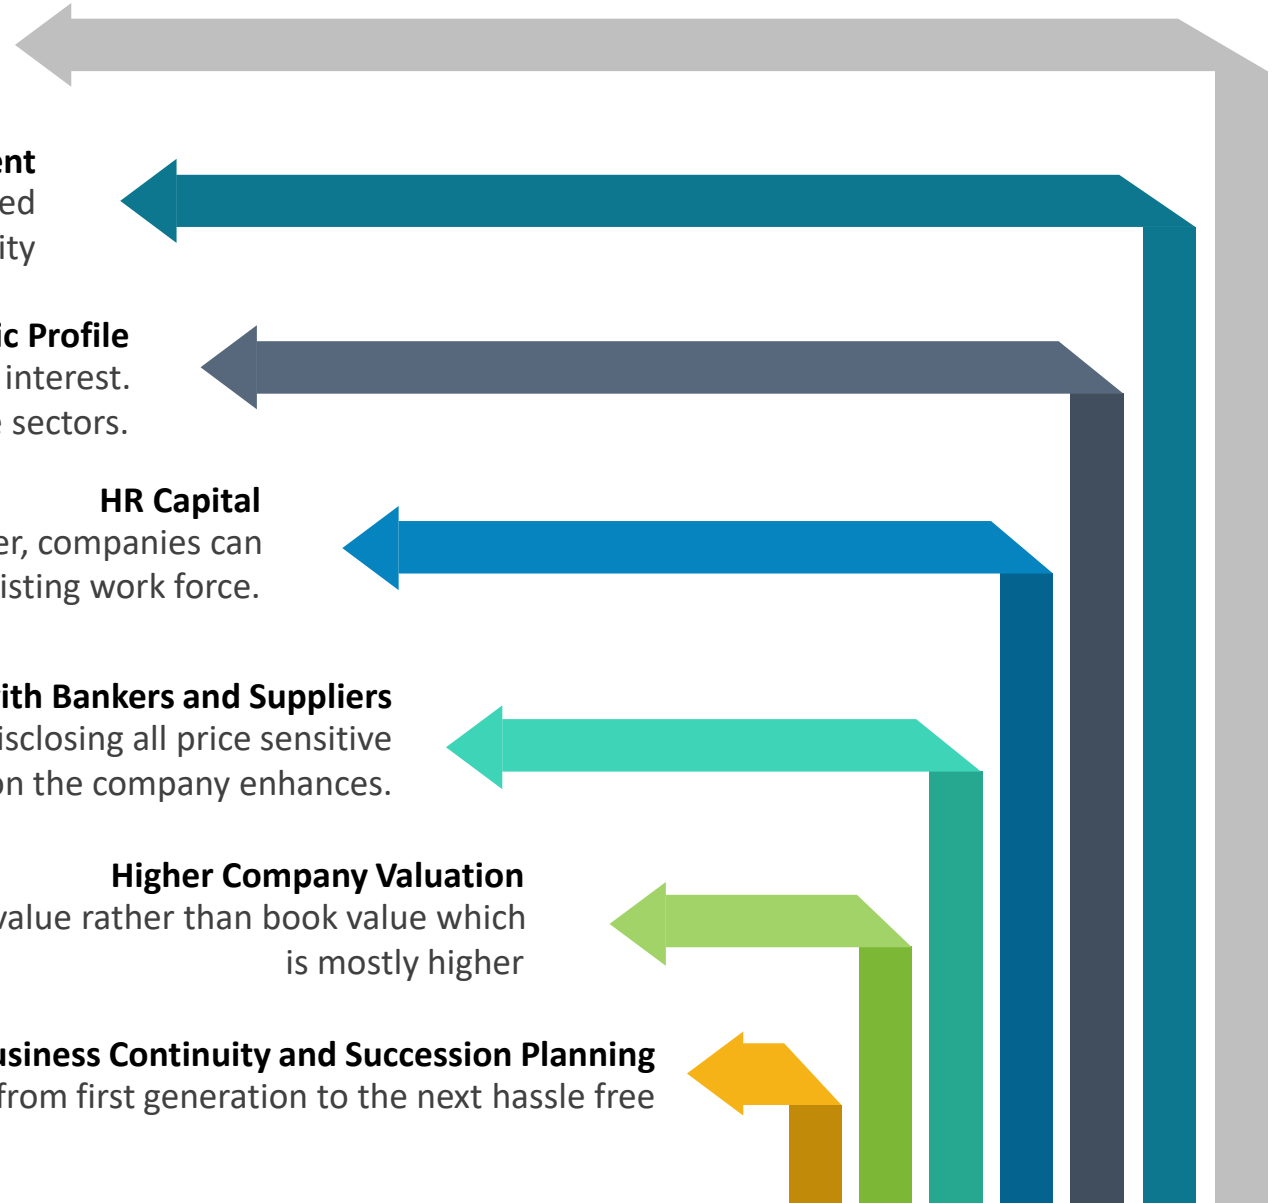 ent
ed
ity
ic Profile
interest.
e sectors.
HR Capital
er, companies can
isting work force.
ith Bankers and Suppliers
isclosing all price sensitive
on the company enhances.
Higher Company Valuation
value rather than book value which
is mostly higher
usiness Continuity and Succession Planning
from first generation to the next hassle free